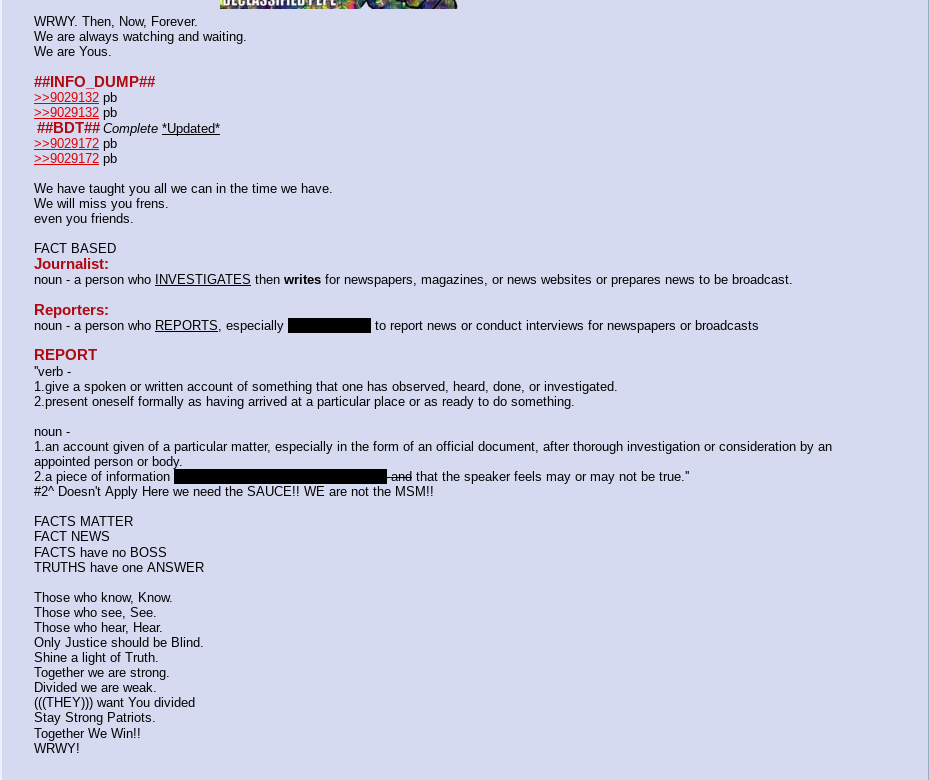 DECLASSIFIED PEPE
WRWY. Then, Now, Forever.
We are always watching and waiting.
We are Yous.
##INFO_DUMP##
>>9029132 pb
>>9029132 pb
##BDT## Complete *Updated*
>>9029172 pb
>>9029172 pb
We have taught you all we can in the time we have.
We will miss you frens.
even you friends.
FACT BASED
Journalist:
noun - a person who INVESTIGATES then writes for newspapers, magazines, or news websites or prepares news to be broadcast.
Reporters:
noun - a person who REPORTS, especially to report news or conduct interviews for newspapers or broadcasts
REPORT
"verb -
1.give a spoken or written account of something that one has observed, heard, done, or investigated.
2.present oneself formally as having arrived at a particular place or as ready to do something.
noun -
1.an account given of a particular matter, especially in the form of an official document, after thorough investigation or consideration by an
appointed person or body.
2.a piece of information and that the speaker feels may or may not be true."
#2^ Doesn't Apply Here we need the SAUCE!! WE are not the MSM!!
FACTS MATTER
FACT NEWS
FACTS have no BOSS
TRUTHS have one ANSWER
Those who know, Know.
Those who see, See.
Those who hear, Hear.
Only Justice should be Blind.
Shine a light of Truth.
Together we are strong.
Divided we are weak.
(((THEY))) want You divided
Stay Strong Patriots.
Together We Win!!
WRWY!